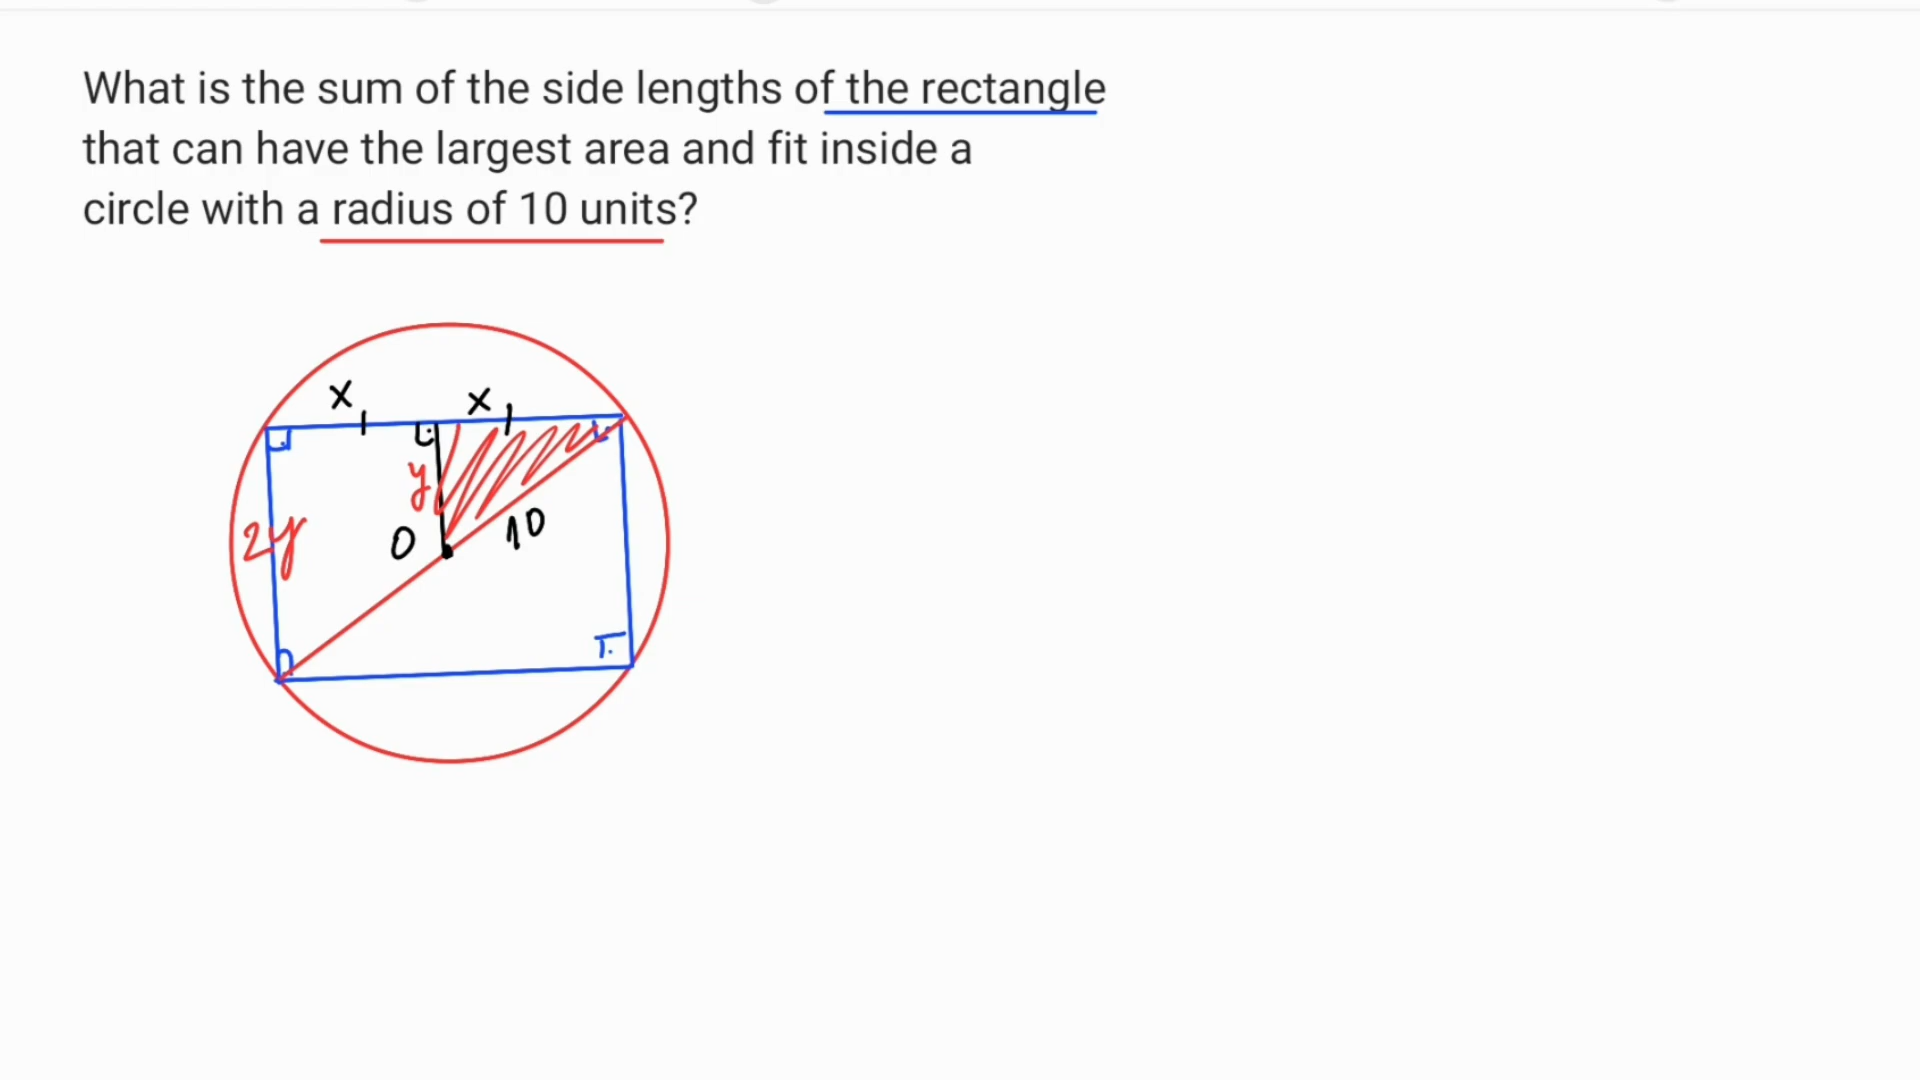 What is the sum of the side lengths of the rectangle
that can have the largest area and fit inside a
circle with a radius of 10 units?
x x
y
2y O 10